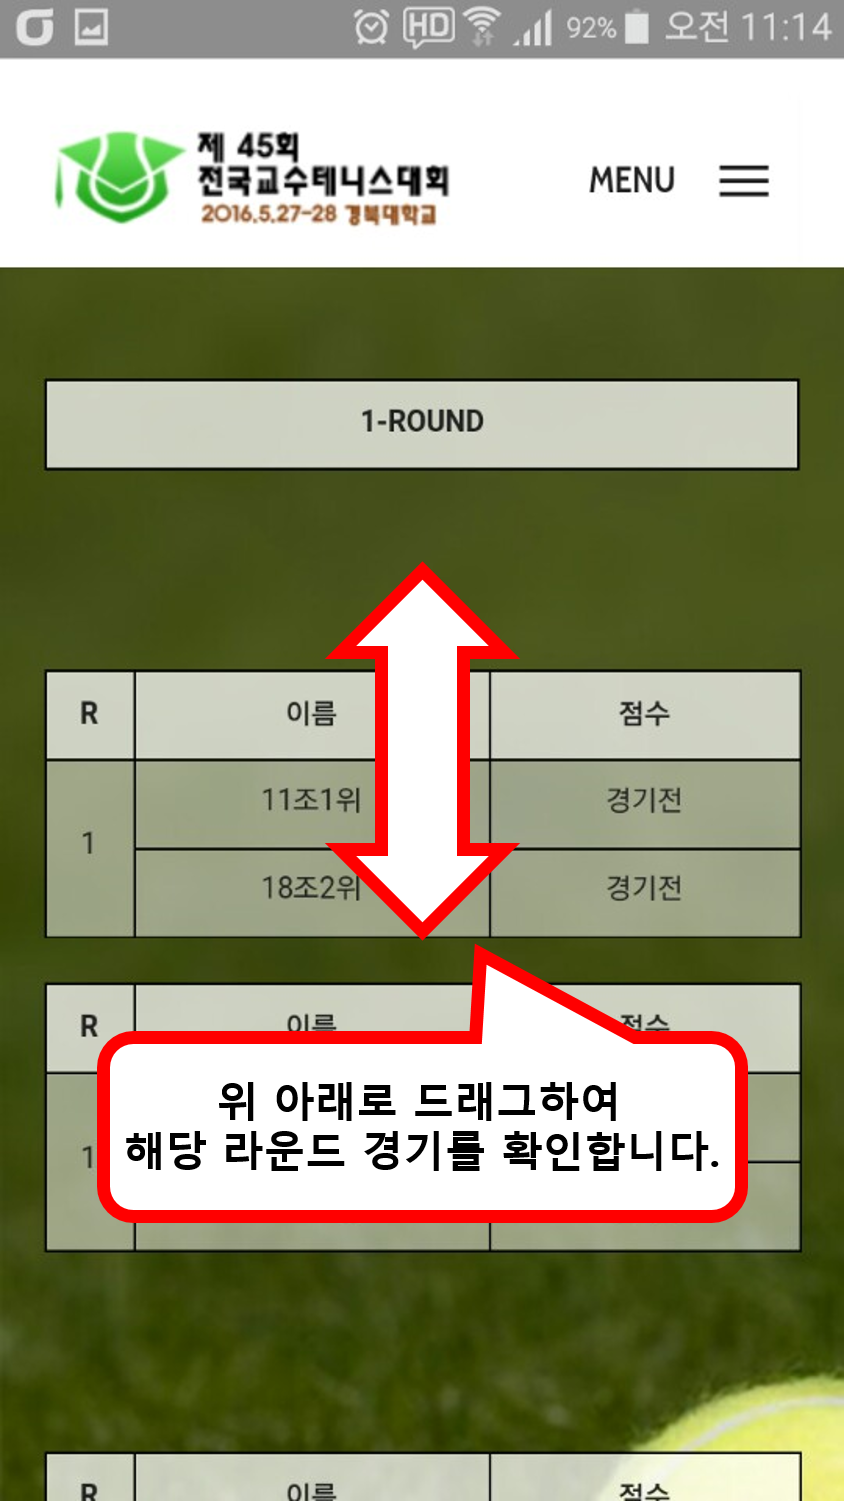 92% 오전 11:14
제 45회
전국교수테니스대회
2016.5.27-28 경북대학교
MENU
HD
1-ROUND
R 이름 점수
1 11조1위 경기전
18조2위 경기전
R 이름 점수
1
위 아래로 드래그하여
해당 라운드 경기를 확인합니다.
R 이름 점수